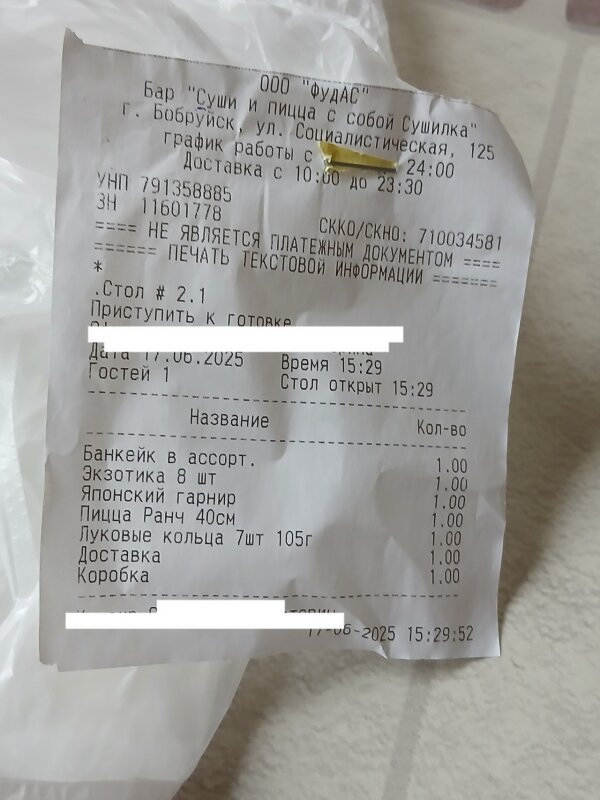 ООО "ФудАС"
Бар "Суши и пицца с собой Сушилка"
г. Бобруйск, ул. Социалистическая, 125
график работы с 24:00
Доставка с 10:00 до 23:30
УНП 791358885
ЗН 11601778
СККО/СКНО: 710034581
==== НЕ ЯВЛЯЕТСЯ ПЛАТЕЖНЫМ ДОКУМЕНТОМ ====
====== ПЕЧАТЬ ТЕКСТОВОЙ ИНФОРМАЦИИ =======
*
.Стол # 2.1
Приступить к готовке
Дата 17.06.2025 Время 15:29
Гостей 1 Стол открыт 15:29
Название Кол-во
Банкейк в ассорт. 1.00
Экзотика 8 шт 1.00
Японский гарнир 1.00
Пицца Ранч 40см 1.00
Луковые кольца 7шт 105г 1.00
Доставка 1.00
Коробка 1.00
17-06-2025 15:29:52